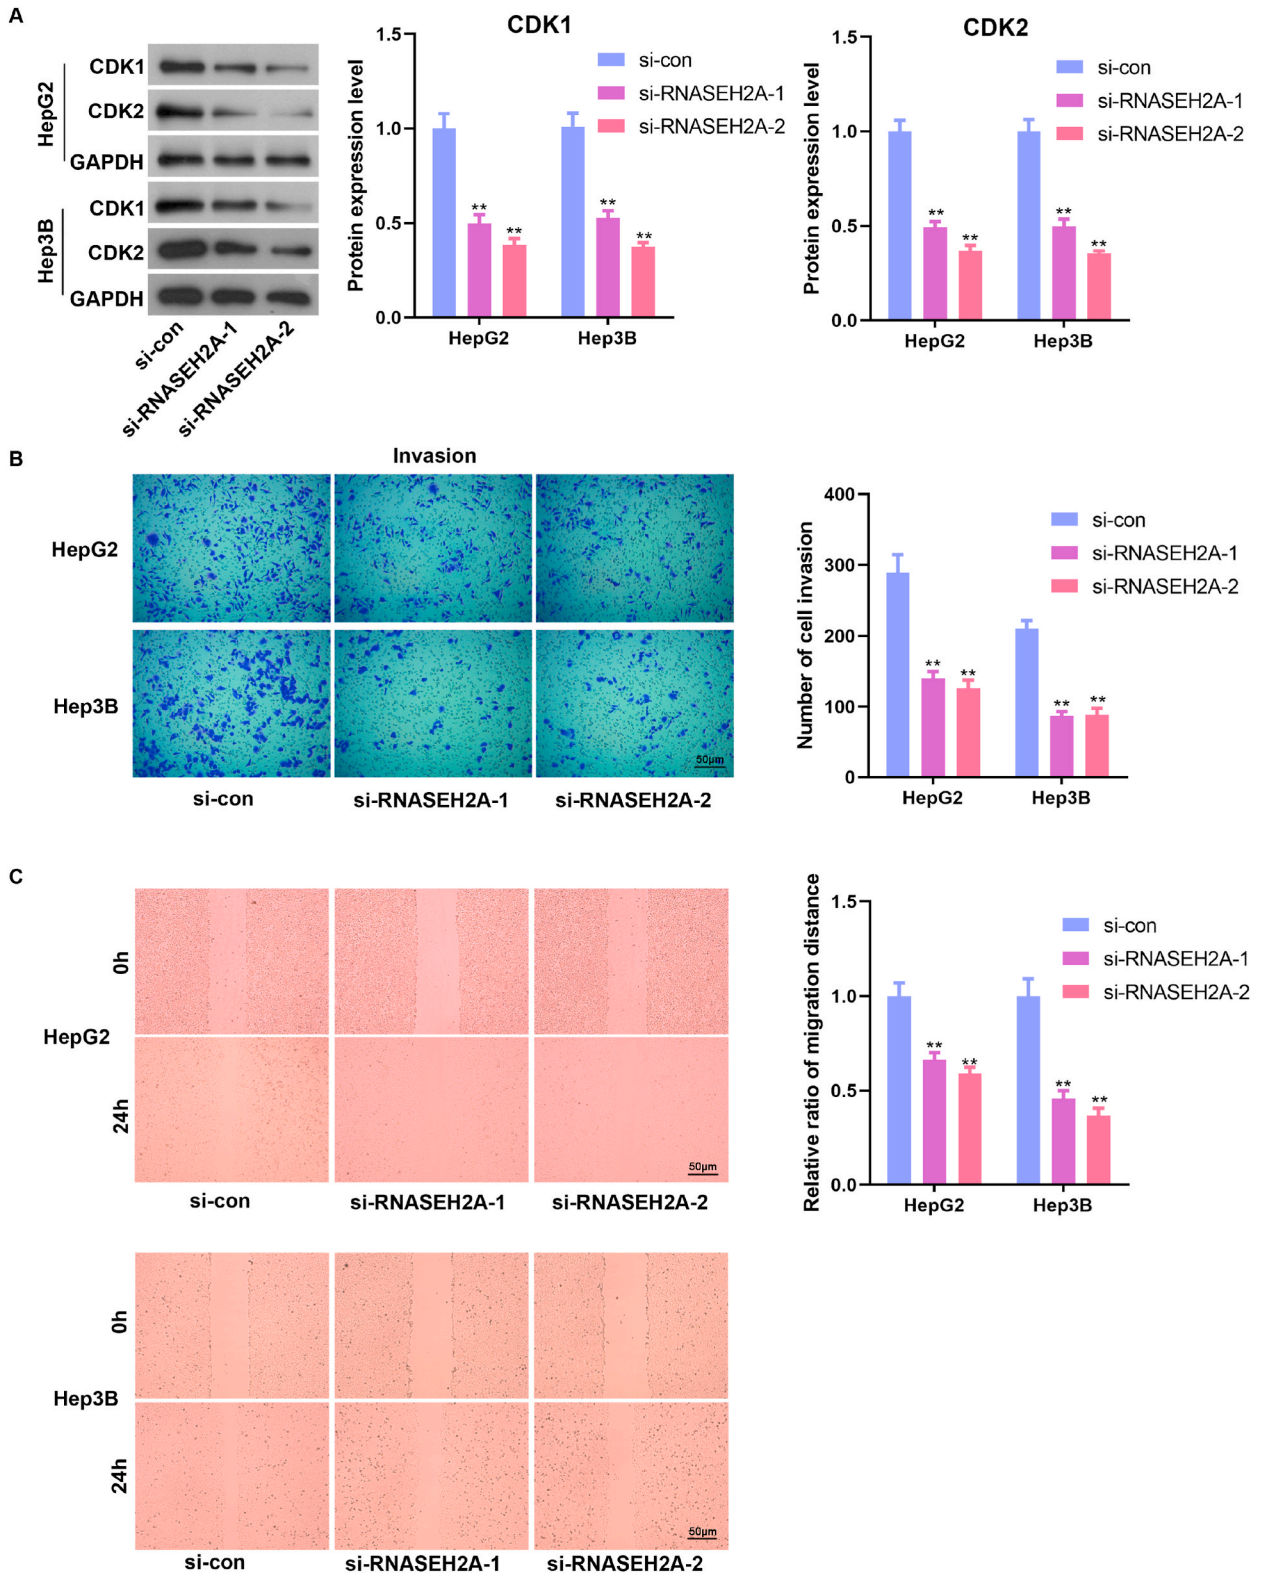 A
HepG2
CDK1
CDK2
GAPDH
Hep3B
CDK1
CDK2
GAPDH
si-con
si-RNASEH2A-1
si-RNASEH2A-2
CDK1
Protein expression level
1.5
1.0
0.5
0.0
si-con
si-RNASEH2A-1
si-RNASEH2A-2
**
**
**
**
HepG2
Hep3B
CDK2
Protein expression level
1.5
1.0
0.5
0.0
si-con
si-RNASEH2A-1
si-RNASEH2A-2
**
**
**
**
HepG2
Hep3B
B
Invasion
HepG2
Hep3B
50μm
si-con
si-RNASEH2A-1
si-RNASEH2A-2
Number of cell invasion
400
300
200
100
0
si-con
si-RNASEH2A-1
si-RNASEH2A-2
**
**
**
**
HepG2
Hep3B
C
HepG2
0h
24h
50μm
si-con
si-RNASEH2A-1
si-RNASEH2A-2
Relative ratio of migration distance
1.5
1.0
0.5
0.0
si-con
si-RNASEH2A-1
si-RNASEH2A-2
**
**
**
**
HepG2
Hep3B
Hep3B
0h
24h
50μm
si-con
si-RNASEH2A-1
si-RNASEH2A-2